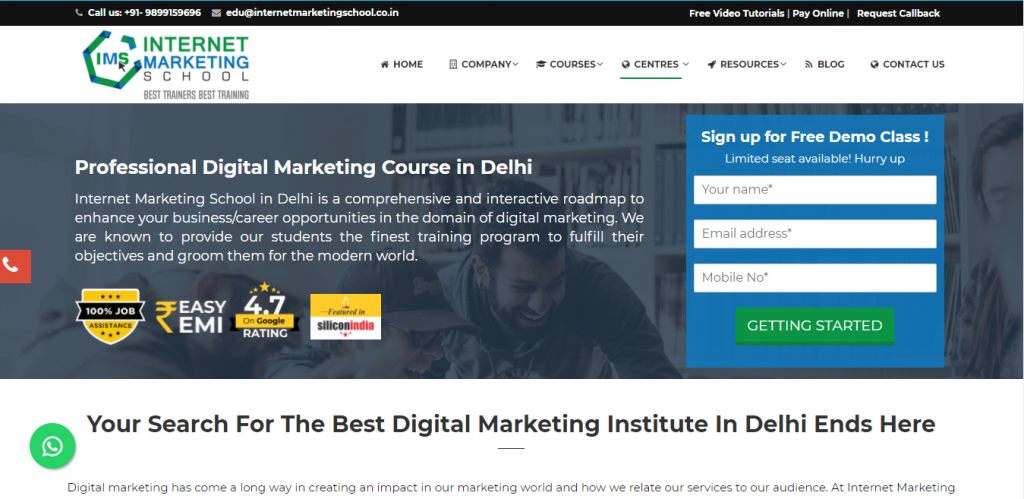 Call us: +91- 9899159696 edu@internetmarketingschool.co.in Free Video Tutorials | Pay Online | Request Callback
IMS INTERNET
MARKETING
SCHOOL
BEST TRAINERS BEST TRAINING
HOME COMPANY COURSES CENTRES RESOURCES BLOG CONTACT US
Professional Digital Marketing Course in Delhi
Internet Marketing School in Delhi is a comprehensive and interactive roadmap to
enhance your business/career opportunities in the domain of digital marketing. We
are known to provide our students the finest training program to fulfill their
objectives and groom them for the modern world.
100% JOB
ASSISTANCE
₹ EASY
EMI
4.7
On Google
RATING
Featured in
siliconindia
Sign up for Free Demo Class !
Limited seat available! Hurry up
Your name*
Email address*
Mobile No*
GETTING STARTED
Your Search For The Best Digital Marketing Institute In Delhi Ends Here
Digital marketing has come a long way in creating an impact in our marketing world and how we relate our services to our audience. At Internet Marketing